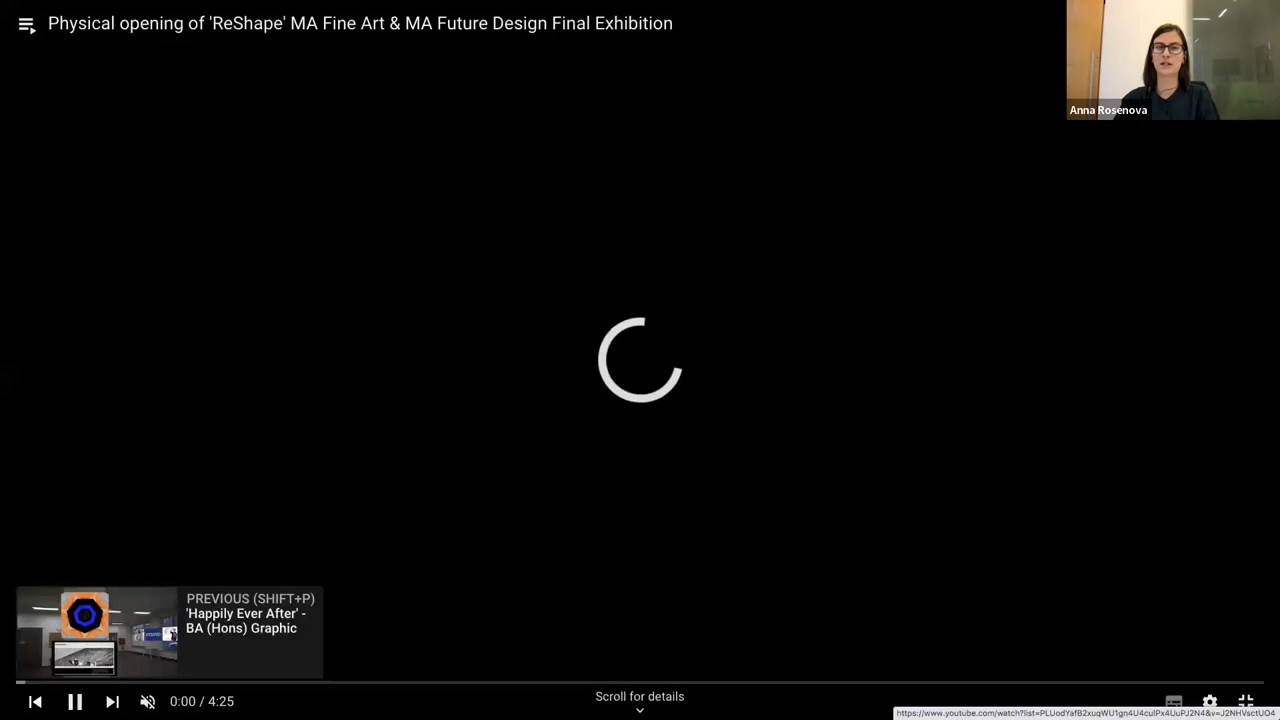 Physical opening of 'ReShape' MA Fine Art & MA Future Design Final Exhibition
Anna Rosenova
PREVIOUS (SHIFT+P)
'Happily Ever After' -
BA (Hons) Graphic
0:00 / 4:25
Scroll for details